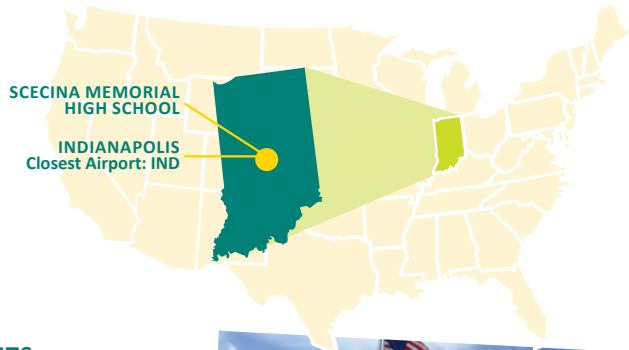 SCECINA MEMORIAL
HIGH SCHOOL
INDIANAPOLIS
Closest Airport: IND